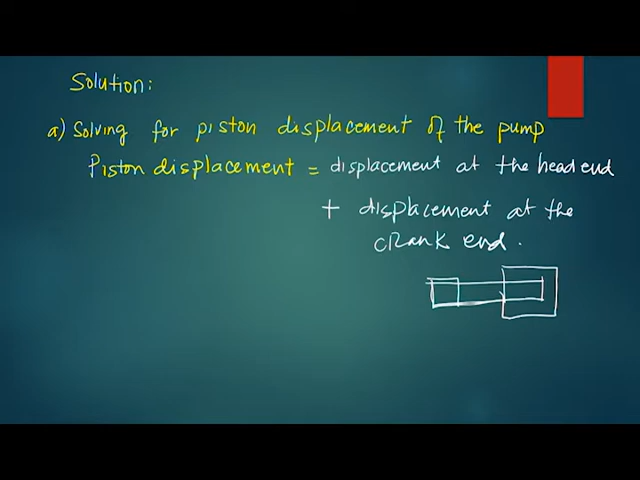 Solution:
a) Solving for piston displacement of the pump
Piston displacement = displacement at the head end
+ displacement at the
crank end.